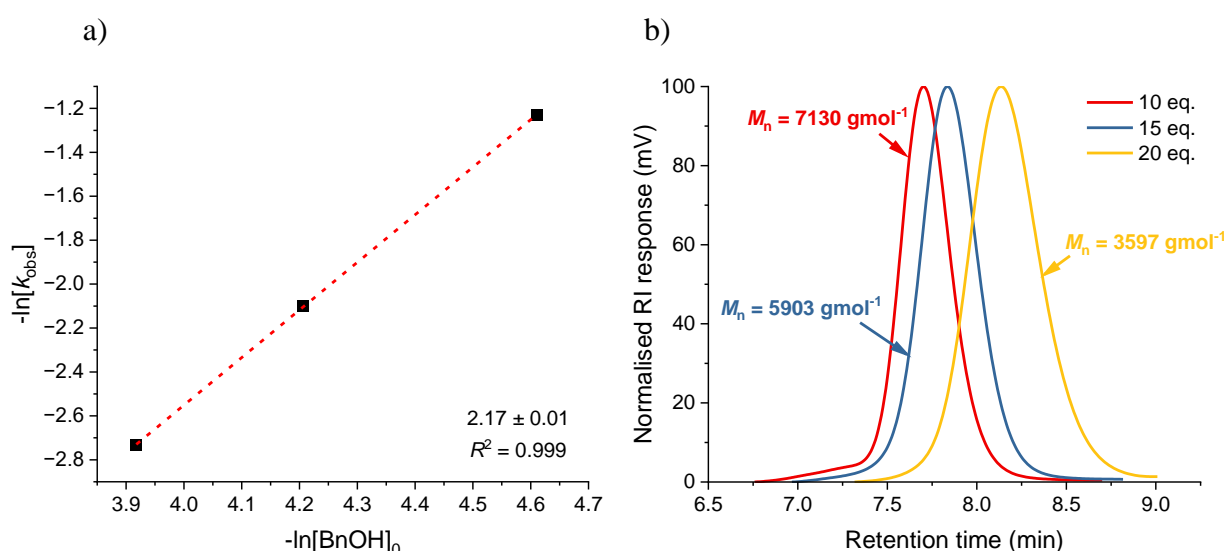 a)
-ln[k_obs]
−1.2
−1.4
−1.6
−1.8
−2.0
−2.2
−2.4
−2.6
−2.8
2.17 ± 0.01
R² = 0.999
3.9 4.0 4.1 4.2 4.3 4.4 4.5 4.6 4.7
-ln[BnOH]₀
b)
Normalised RI response (mV)
100
80
60
40
20
0
Mₙ = 7130 gmol⁻¹
10 eq.
15 eq.
20 eq.
Mₙ = 3597 gmol⁻¹
Mₙ = 5903 gmol⁻¹
6.5 7.0 7.5 8.0 8.5 9.0
Retention time (min)